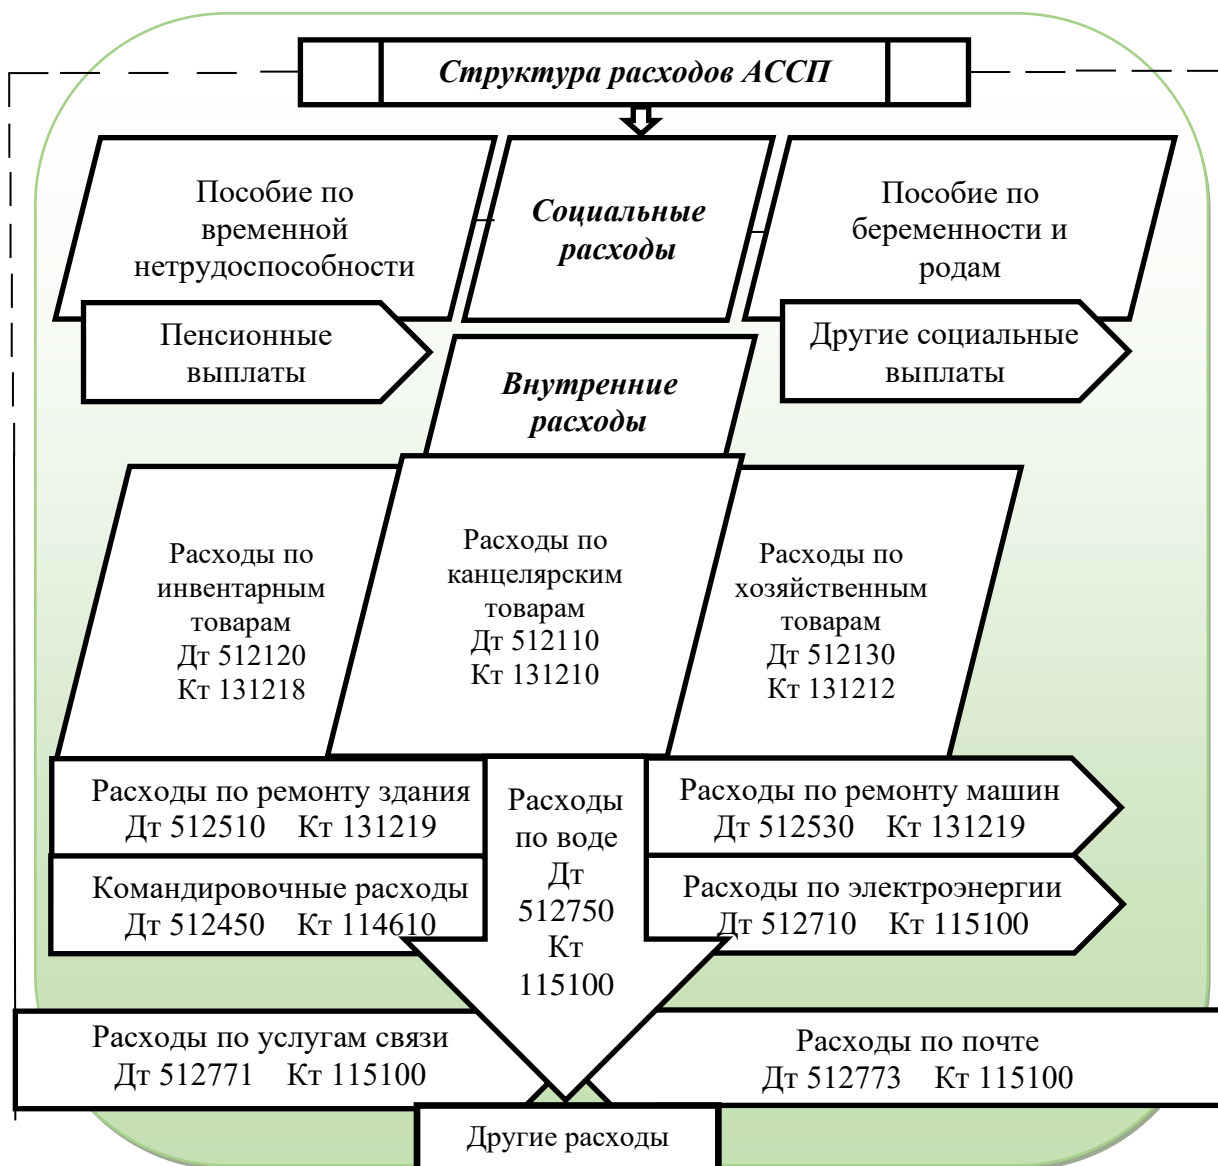 Структура расходов АССП
Пособие по
временной
нетрудоспособности
Социальные
расходы
Пособие по
беременности и
родам
Пенсионные
выплаты
Другие социальные
выплаты
Внутренние
расходы
Расходы по
инвентарным
товарам
Дт 512120
Кт 131218
Расходы по
канцелярским
товарам
Дт 512110
Кт 131210
Расходы по
хозяйственным
товарам
Дт 512130
Кт 131212
Расходы по ремонту здания
Дт 512510 Кт 131219
Расходы
по воде
Дт
512750
Кт
115100
Расходы по ремонту машин
Дт 512530 Кт 131219
Командировочные расходы
Дт 512450 Кт 114610
Расходы по электроэнергии
Дт 512710 Кт 115100
Расходы по услугам связи
Дт 512771 Кт 115100
Расходы по почте
Дт 512773 Кт 115100
Другие расходы